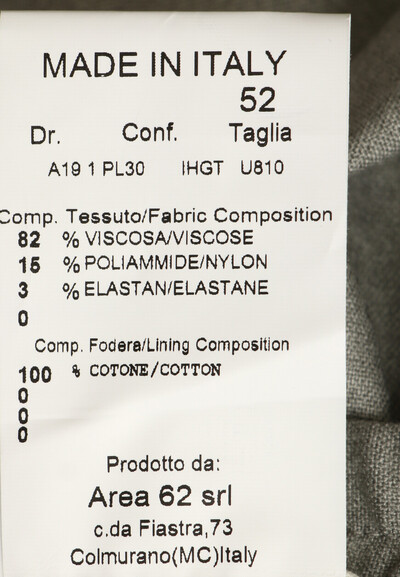 MADE IN ITALY
52
Dr. Conf. Taglia
A19 1 PL30 IHGT U810
Comp. Tessuto/Fabric Composition
82 % VISCOSA/VISCOSE
15 % POLIAMMIDE/NYLON
3 % ELASTAN/ELASTANE
0
Comp. Fodera/Lining Composition
100 % COTONE/COTTON
0
0
0
Prodotto da:
Area 62 srl
c.da Fiastra,73
Colmurano(MC)Italy